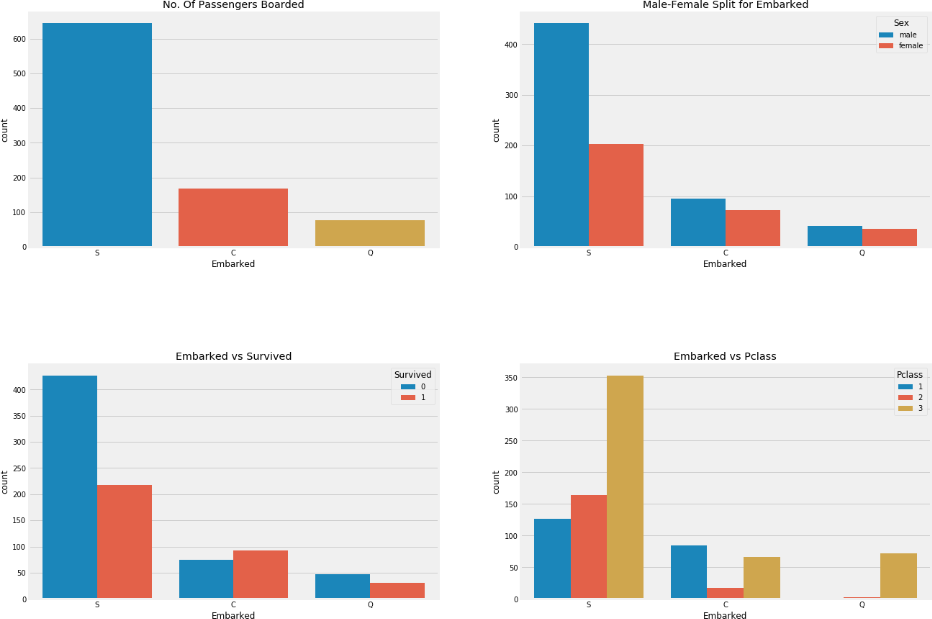 No. Of Passengers Boarded
600
500
400
300
200
100
0
count
S C Q
Embarked
Male-Female Split for Embarked
Sex
male
female
400
300
200
100
0
count
S C Q
Embarked
Embarked vs Survived
Survived
0
1
400
350
300
250
200
150
100
50
0
count
S C Q
Embarked
Embarked vs Pclass
Pclass
1
2
3
350
300
250
200
150
100
50
0
count
S C Q
Embarked